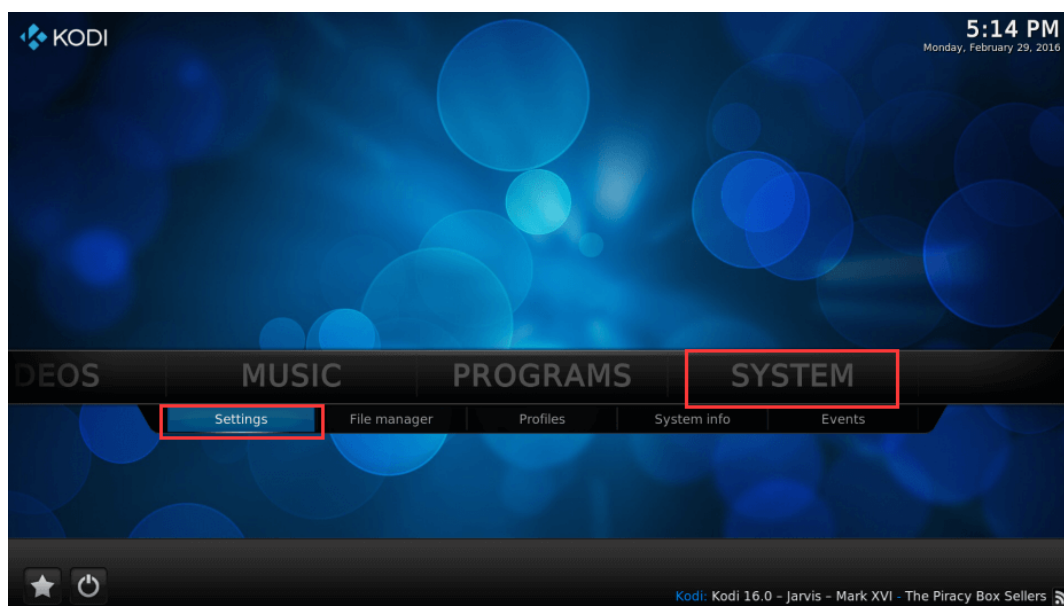 KODI
5:14 PM
Monday, February 29, 2016
DEOS MUSIC PROGRAMS SYSTEM
Settings File manager Profiles System info Events
Kodi: Kodi 16.0 – Jarvis – Mark XVI - The Piracy Box Sellers